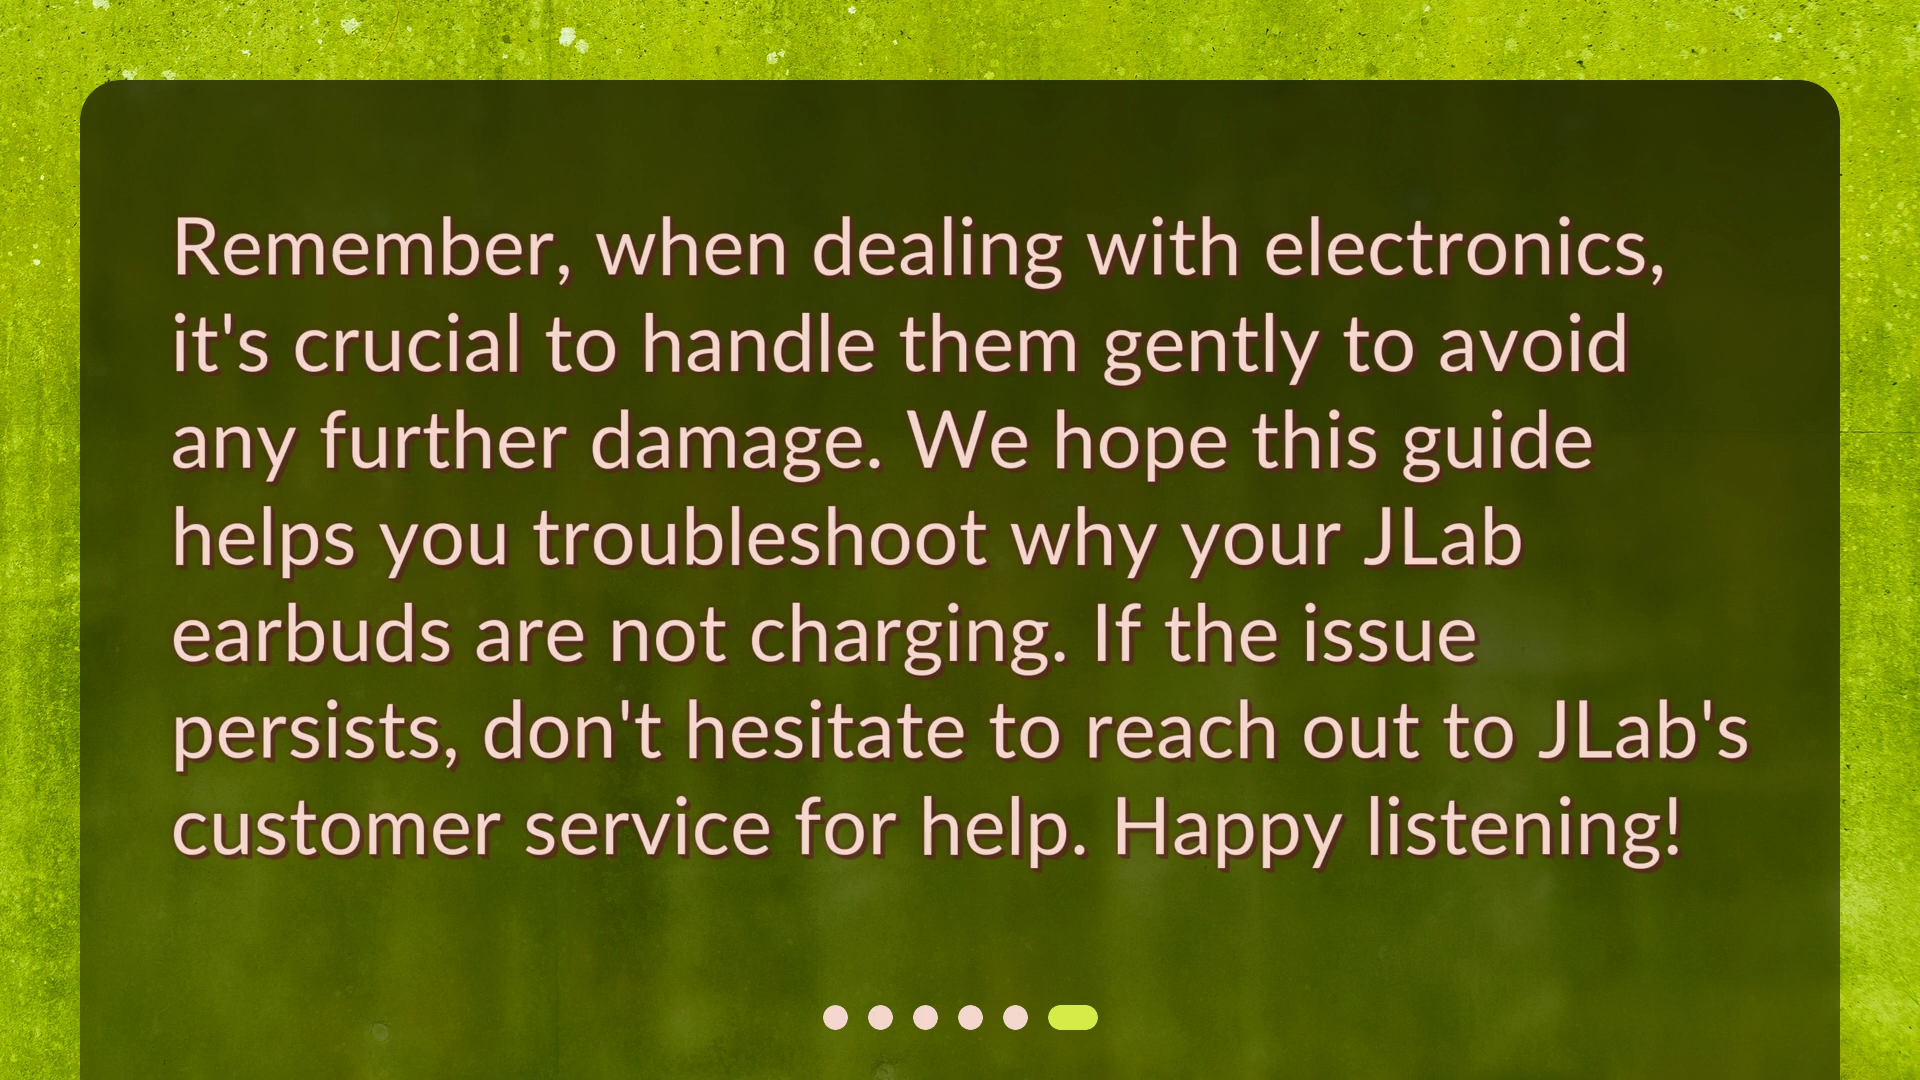 Remember, when dealing with electronics,
it's crucial to handle them gently to avoid
any further damage. We hope this guide
helps you troubleshoot why your JLab
earbuds are not charging. If the issue
persists, don't hesitate to reach out to JLab's
customer service for help. Happy listening!